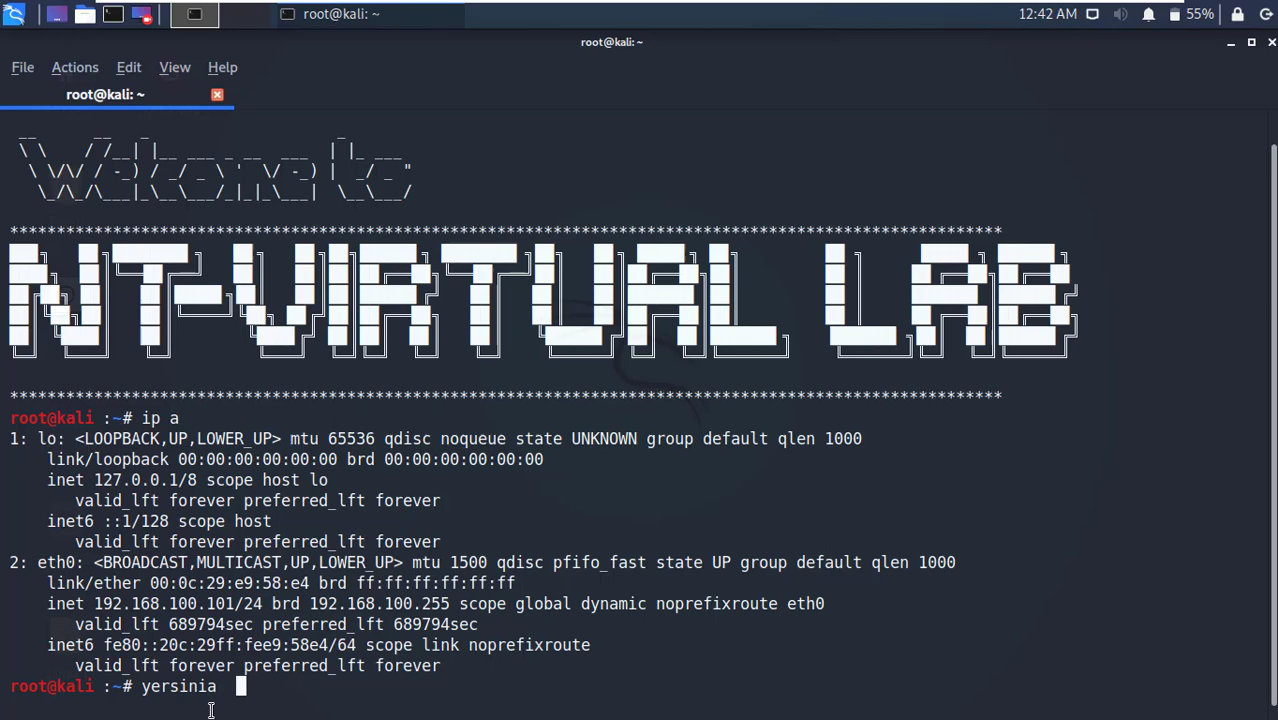 root@kali: ~
12:42 AM
55%
root@kali: ~
File Actions Edit View Help
root@kali: ~
Welcome to
********************************************************************************************************** 
NT-VIRTUAL LAB
**********************************************************************************************************
root@kali :~# ip a
1: lo: <LOOPBACK,UP,LOWER_UP> mtu 65536 qdisc noqueue state UNKNOWN group default qlen 1000
link/loopback 00:00:00:00:00:00 brd 00:00:00:00:00:00
inet 127.0.0.1/8 scope host lo
valid_lft forever preferred_lft forever
inet6 ::1/128 scope host
valid_lft forever preferred_lft forever
2: eth0: <BROADCAST,MULTICAST,UP,LOWER_UP> mtu 1500 qdisc pfifo_fast state UP group default qlen 1000
link/ether 00:0c:29:e9:58:e4 brd ff:ff:ff:ff:ff:ff
inet 192.168.100.101/24 brd 192.168.100.255 scope global dynamic noprefixroute eth0
valid_lft 689794sec preferred_lft 689794sec
inet6 fe80::20c:29ff:fee9:58e4/64 scope link noprefixroute
valid_lft forever preferred_lft forever
root@kali :~# yersinia